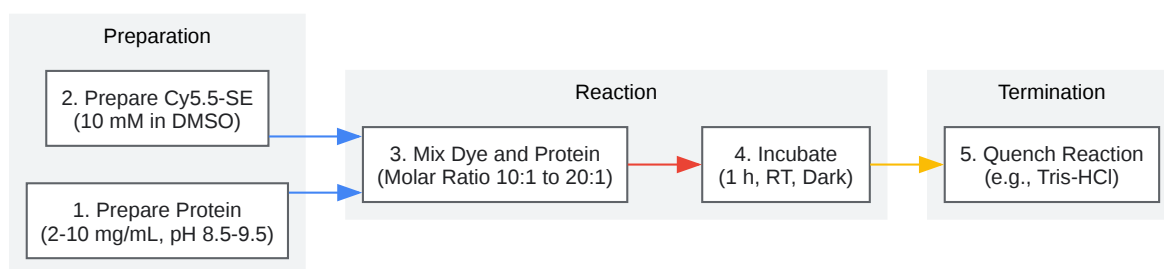 Preparation
2. Prepare Cy5.5-SE
(10 mM in DMSO)
1. Prepare Protein
(2-10 mg/mL, pH 8.5-9.5)
Reaction
3. Mix Dye and Protein
(Molar Ratio 10:1 to 20:1)
4. Incubate
(1 h, RT, Dark)
Termination
5. Quench Reaction
(e.g., Tris-HCl)